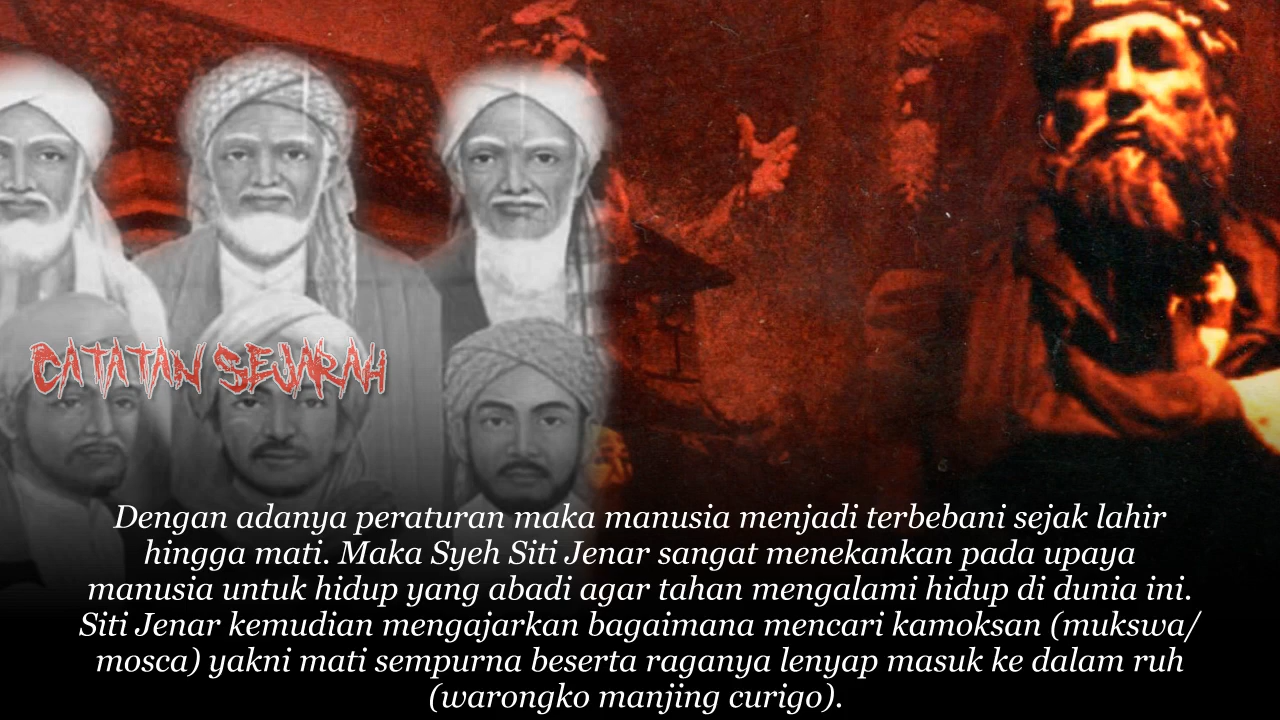 CATATAN SEJARAH
Dengan adanya peraturan maka manusia menjadi terbebani sejak lahir
hingga mati. Maka Syeh Siti Jenar sangat menekankan pada upaya
manusia untuk hidup yang abadi agar tahan mengalami hidup di dunia ini.
Siti Jenar kemudian mengajarkan bagaimana mencari kamoksan (mukswa/
mosca) yakni mati sempurna beserta raganya lenyap masuk ke dalam ruh
(warongko manjing curigo).